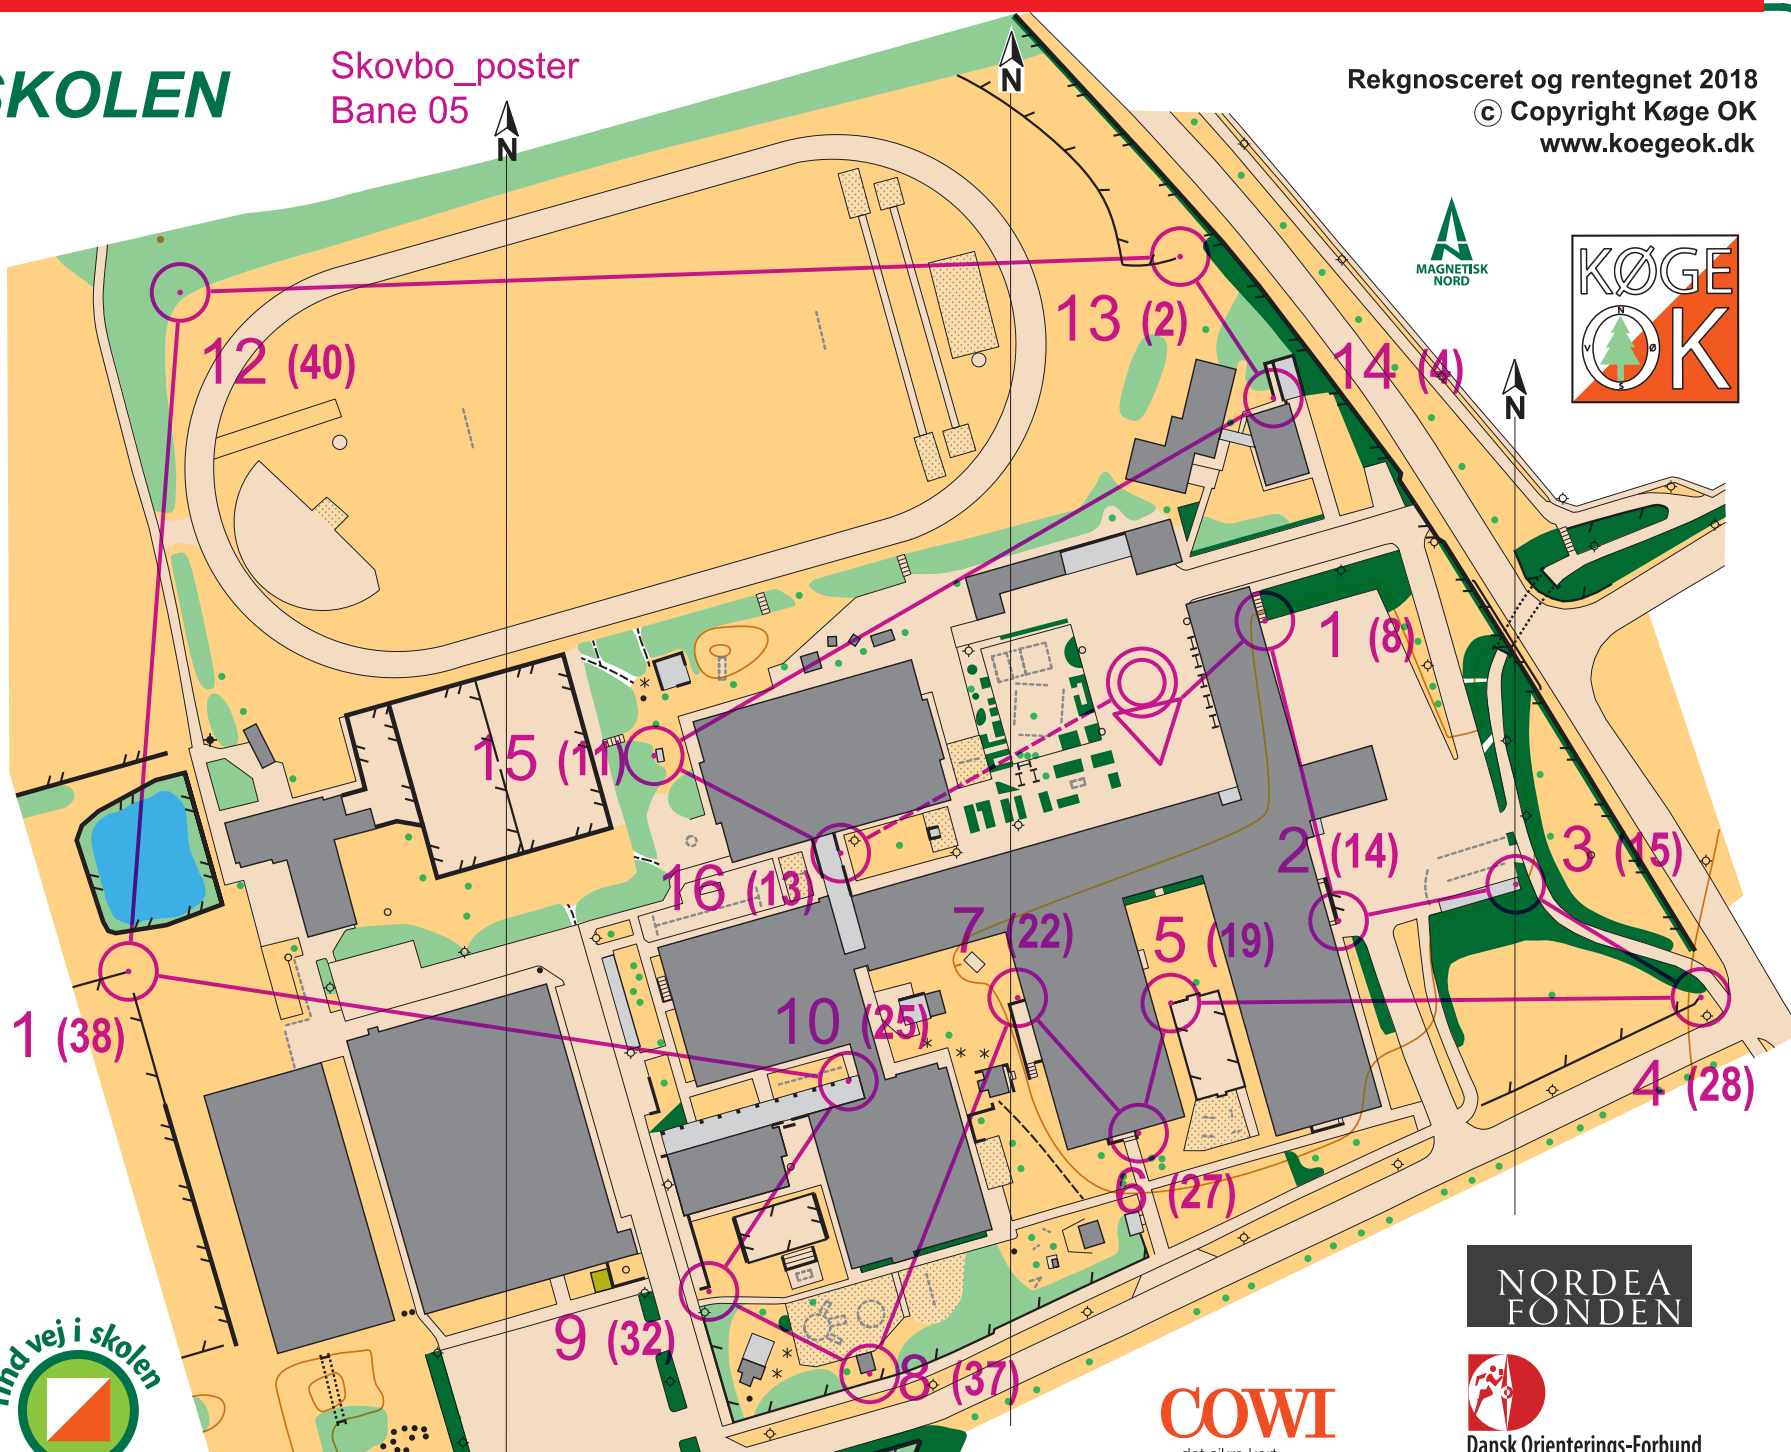 SKOLEN
Skovbo_poster
Bane 05
Rekgnosceret og rentegnet 2018
© Copyright Køge OK
www.koegeok.dk
N
N
N
MAGNETISK
NORD
KØGE
OK
N
V
Ø
S
12 (40)
13 (2)
14 (4)
1 (8)
15 (11)
2 (14)
3 (15)
16 (13)
7 (22)
5 (19)
1 (38)
10 (25)
4 (28)
6 (27)
9 (32)
8 (37)
find vej i skolen
NORDEA
FONDEN
COWI
Dansk Orienterings-Forbund